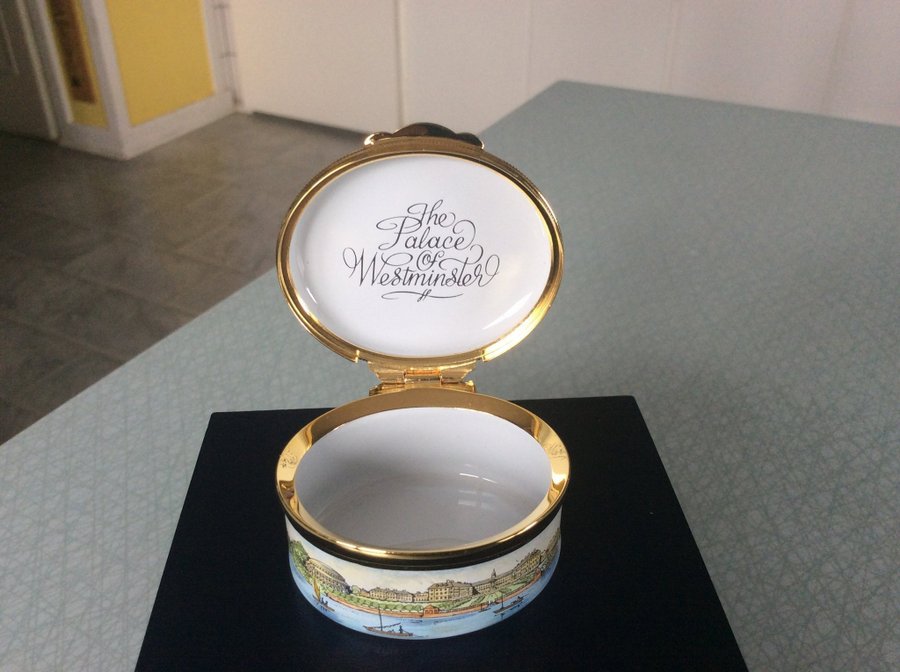 The
Palace
Of
Westminster